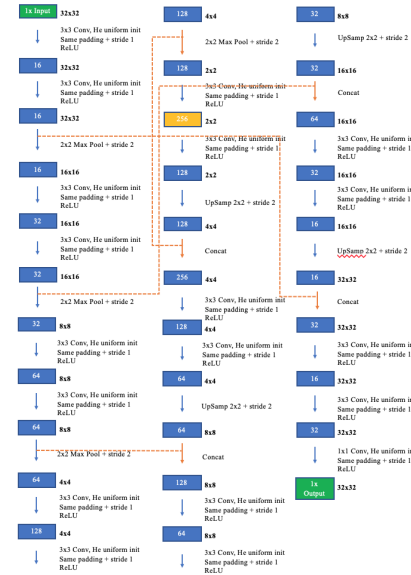 1x Input 32x32
3x3 Conv, He uniform init
Same padding + stride 1
ReLU
16 32x32
3x3 Conv, He uniform init
Same padding + stride 1
ReLU
16 32x32
2x2 Max Pool + stride 2
16 16x16
3x3 Conv, He uniform init
Same padding + stride 1
ReLU
32 16x16
3x3 Conv, He uniform init
Same padding + stride 1
ReLU
32 16x16
2x2 Max Pool + stride 2
32 8x8
3x3 Conv, He uniform init
Same padding + stride 1
ReLU
64 8x8
3x3 Conv, He uniform init
Same padding + stride 1
ReLU
64 8x8
2x2 Max Pool + stride 2
64 4x4
3x3 Conv, He uniform init
Same padding + stride 1
ReLU
128 4x4
3x3 Conv, He uniform init
Same padding + stride 1
ReLU
128 4x4
2x2 Max Pool + stride 2
128 2x2
3x3 Conv, He uniform init
Same padding + stride 1
ReLU
256 2x2
3x3 Conv, He uniform init
Same padding + stride 1
ReLU
128 2x2
UpSamp 2x2 + stride 2
128 4x4
Concat
256 4x4
3x3 Conv, He uniform init
Same padding + stride 1
ReLU
128 4x4
3x3 Conv, He uniform init
Same padding + stride 1
ReLU
64 4x4
UpSamp 2x2 + stride 2
64 8x8
Concat
128 8x8
3x3 Conv, He uniform init
Same padding + stride 1
ReLU
64 8x8
3x3 Conv, He uniform init
Same padding + stride 1
ReLU
32 8x8
UpSamp 2x2 + stride 2
32 16x16
Concat
64 16x16
3x3 Conv, He uniform init
Same padding + stride 1
ReLU
32 16x16
3x3 Conv, He uniform init
Same padding + stride 1
ReLU
16 16x16
UpSamp 2x2 + stride 2
16 32x32
Concat
32 32x32
3x3 Conv, He uniform init
Same padding + stride 1
ReLU
16 32x32
3x3 Conv, He uniform init
Same padding + stride 1
ReLU
32 32x32
1x1 Conv, He uniform init
Same padding + stride 1
ReLU
1x
Output 32x32